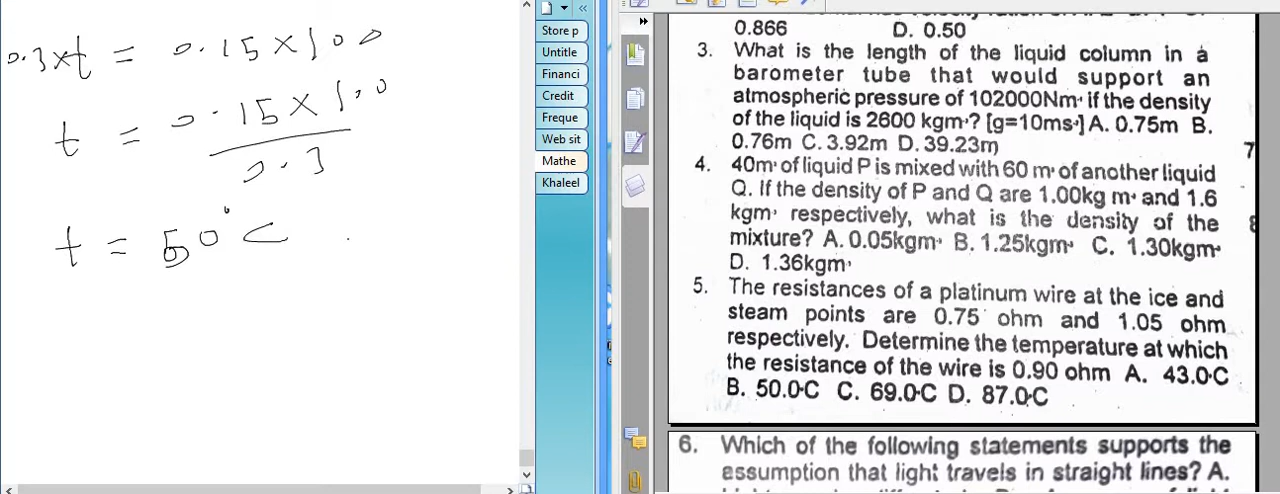 0.3×t = 0.15×100
t = 0.15×100
0.3
t = 50°C
Store p
Untitle
Financi
Credit
Freque
Web sit
Mathe
Khaleel
0.866 D. 0.50
3. What is the length of the liquid column in a
barometer tube that would support an
atmospheric pressure of 102000Nm· if the density
of the liquid is 2600 kgm·? [g=10ms·] A. 0.75m B.
0.76m C. 3.92m D. 39.23m
7
4. 40m· of liquid P is mixed with 60 m· of another liquid
Q. If the density of P and Q are 1.00kg m· and 1.6
kgm· respectively, what is the density of the
8
mixture? A. 0.05kgm· B. 1.25kgm· C. 1.30kgm·
D. 1.36kgm·
5. The resistances of a platinum wire at the ice and
steam points are 0.75 ohm and 1.05 ohm
respectively. Determine the temperature at which
the resistance of the wire is 0.90 ohm A. 43.0·C
B. 50.0·C C. 69.0·C D. 87.0·C
6. Which of the following statements supports the
assumption that light travels in straight lines? A.